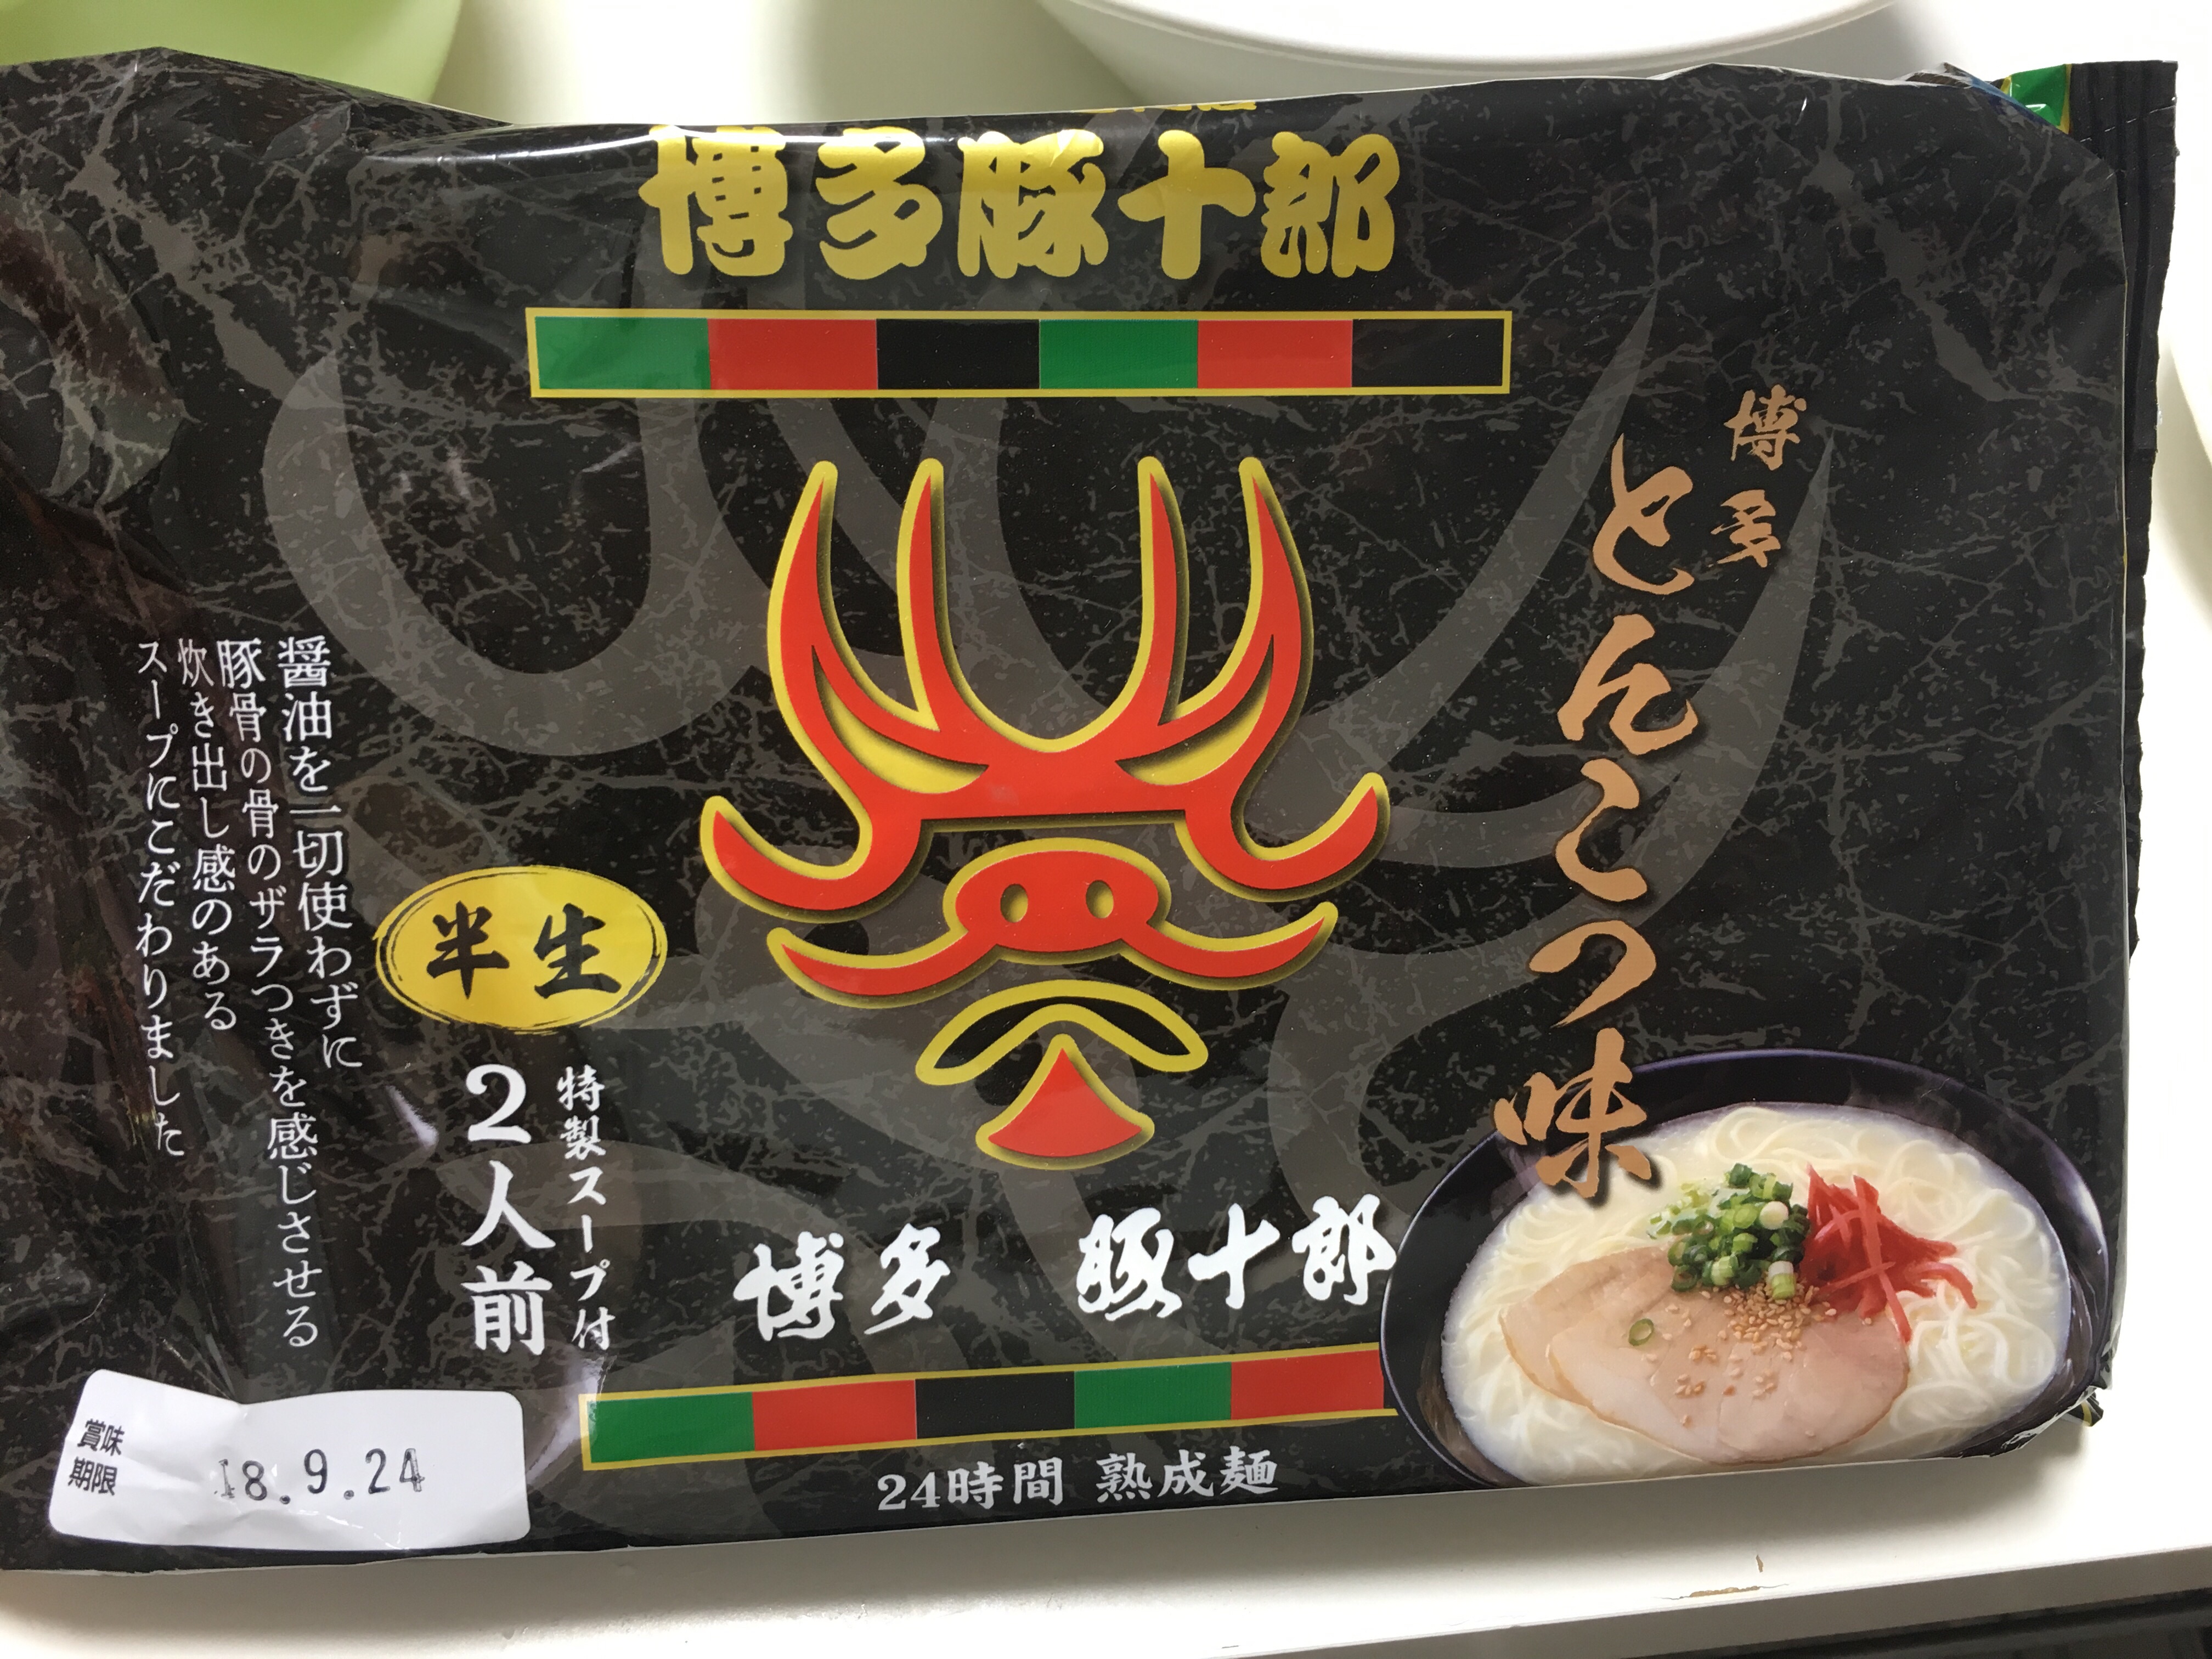 博多豚十郎
博多
とんこつ味
醤油を一切使わずに
豚骨の骨のザラつきを感じさせる
炊き出し感のある
スープにこだわりました
半生
特製スープ付
2人前
博多 豚十郎
24時間 熟成麺
賞味
期限
18.9.24